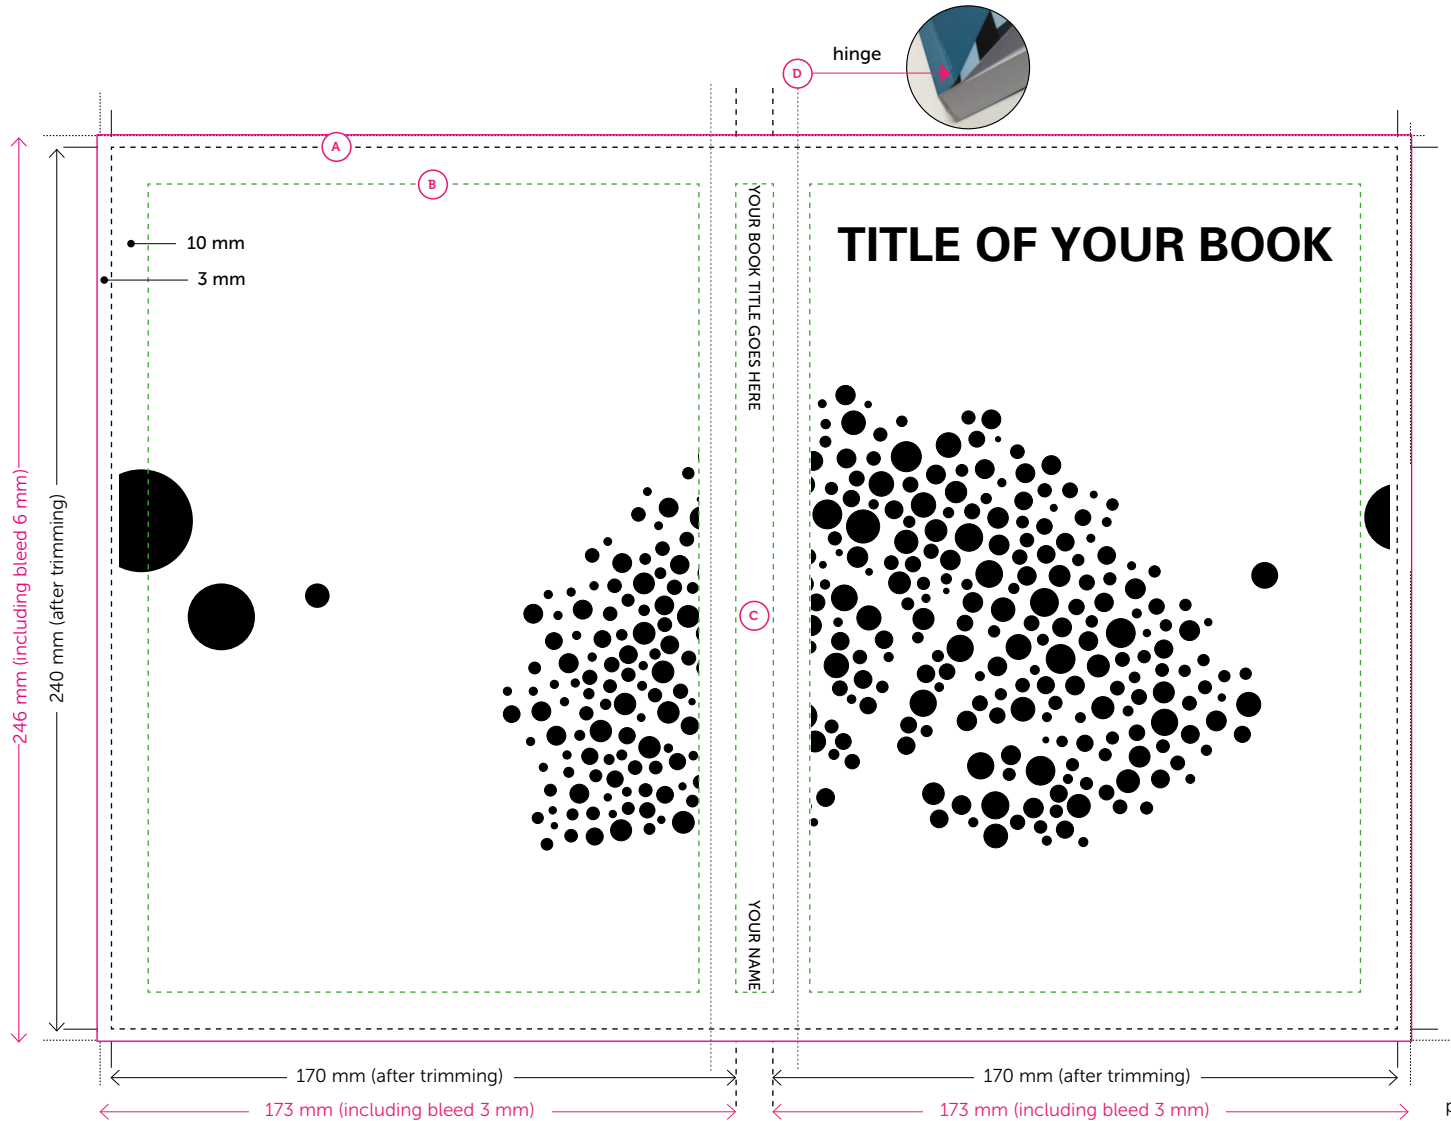 D
hinge
A
B
10 mm
3 mm
TITLE OF YOUR BOOK
YOUR BOOK TITLE GOES HERE
C
YOUR NAME
246 mm (including bleed 6 mm)
240 mm (after trimming)
170 mm (after trimming)
170 mm (after trimming)
173 mm (including bleed 3 mm)
173 mm (including bleed 3 mm)